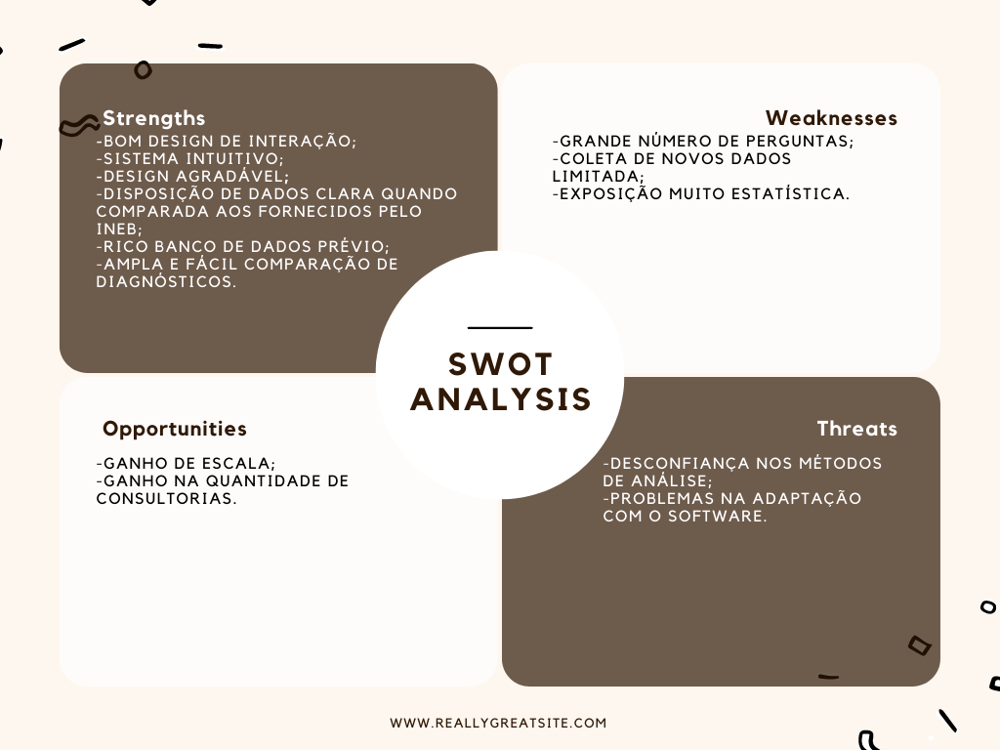 Strengths
-BOM DESIGN DE INTERAÇÃO;
-SISTEMA INTUITIVO;
-DESIGN AGRADÁVEL;
-DISPOSIÇÃO DE DADOS CLARA QUANDO
COMPARADA AOS FORNECIDOS PELO
INEB;
-RICO BANCO DE DADOS PRÉVIO;
-AMPLA E FÁCIL COMPARAÇÃO DE
DIAGNÓSTICOS.
Weaknesses
-GRANDE NÚMERO DE PERGUNTAS;
-COLETA DE NOVOS DADOS
LIMITADA;
-EXPOSIÇÃO MUITO ESTATÍSTICA.
SWOT
ANALYSIS
Opportunities
-GANHO DE ESCALA;
-GANHO NA QUANTIDADE DE
CONSULTORIAS.
Threats
-DESCONFIANÇA NOS MÉTODOS
DE ANÁLISE;
-PROBLEMAS NA ADAPTAÇÃO
COM O SOFTWARE.
WWW.REALLYGREATSITE.COM